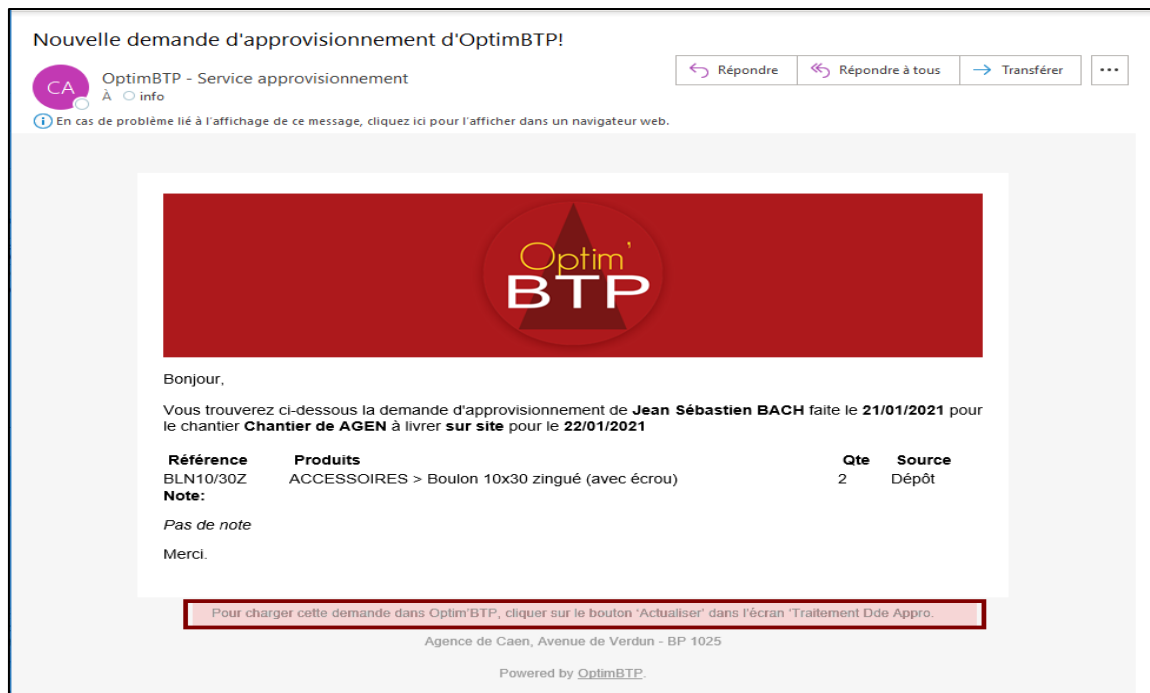 Nouvelle demande d'approvisionnement d'OptimBTP!
CA
OptimBTP - Service approvisionnement
À info
Répondre
Répondre à tous
Transférer
En cas de problème lié à l'affichage de ce message, cliquez ici pour l'afficher dans un navigateur web.
Optim'
BTP
Bonjour,
Vous trouverez ci-dessous la demande d'approvisionnement de Jean Sébastien BACH faite le 21/01/2021 pour
le chantier Chantier de AGEN à livrer sur site pour le 22/01/2021
Référence Produits Qte Source
BLN10/30Z ACCESSOIRES > Boulon 10x30 zingué (avec écrou) 2 Dépôt
Note:
Pas de note
Merci.
Pour charger cette demande dans Optim'BTP, cliquer sur le bouton 'Actualiser' dans l'écran 'Traitement Dde Appro.
Agence de Caen, Avenue de Verdun - BP 1025
Powered by OptimBTP.